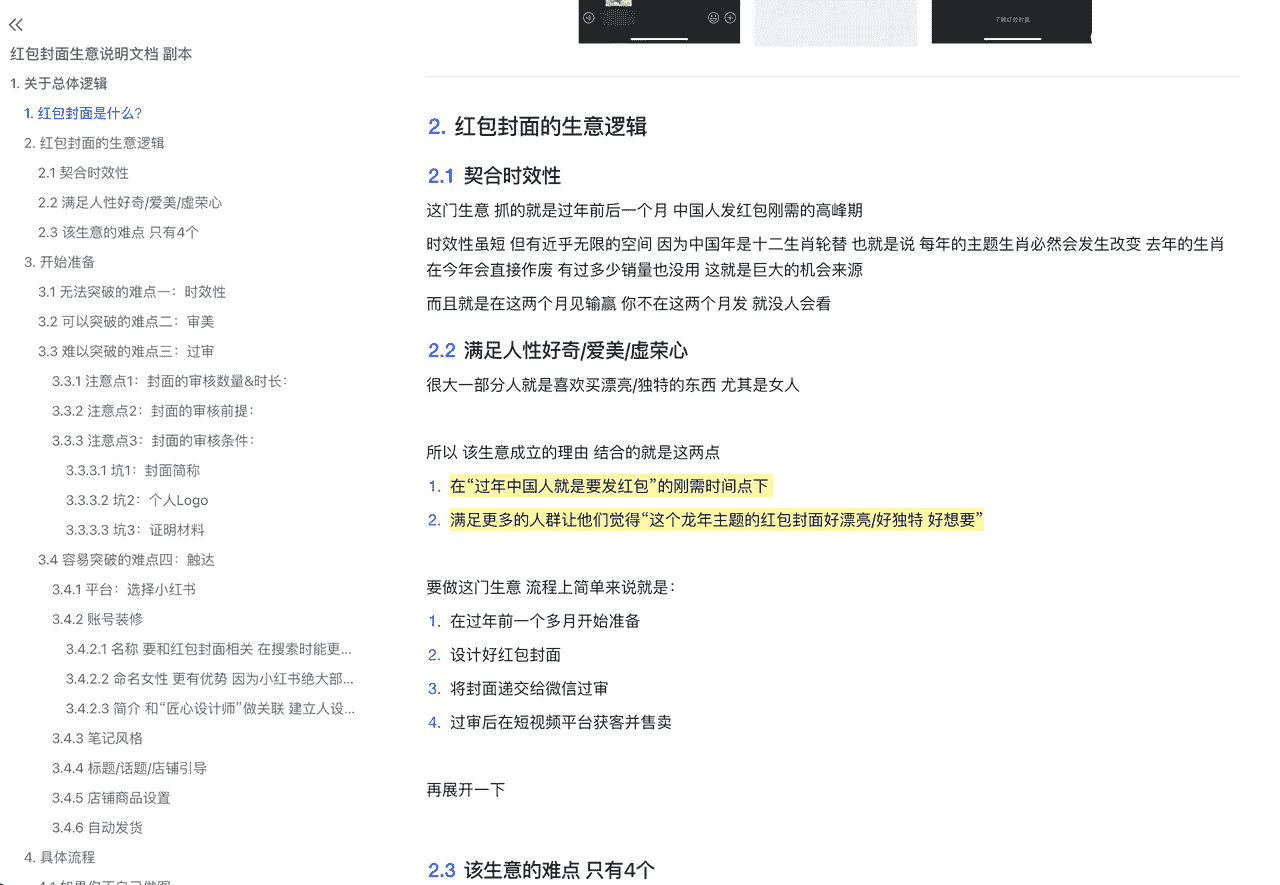 红包封面生意说明文档 副本
1. 关于总体逻辑
1. 红包封面是什么?
2. 红包封面的生意逻辑
2.1 契合时效性
2.2 满足人性好奇/爱美/虚荣心
2.3 该生意的难点 只有4个
3. 开始准备
3.1 无法突破的难点一：时效性
3.2 可以突破的难点二：审美
3.3 难以突破的难点三：过审
3.3.1 注意点1：封面的审核数量&时长：
3.3.2 注意点2：封面的审核前提：
3.3.3 注意点3：封面的审核条件：
3.3.3.1 坑1：封面简称
3.3.3.2 坑2：个人Logo
3.3.3.3 坑3：证明材料
3.4 容易突破的难点四：触达
3.4.1 平台：选择小红书
3.4.2 账号装修
3.4.2.1 名称 要和红包封面相关 在搜索时能更...
3.4.2.2 命名女性 更有优势 因为小红书绝大部...
3.4.2.3 简介 和“匠心设计师”做关联 建立人设...
3.4.3 笔记风格
3.4.4 标题/话题/店铺引导
3.4.5 店铺商品设置
3.4.6 自动发货
4. 具体流程
2. 红包封面的生意逻辑
2.1 契合时效性
这门生意 抓的就是过年前后一个月 中国人发红包刚需的高峰期
时效性虽短 但有近乎无限的空间 因为中国年是十二生肖轮替 也就是说 每年的主题生肖必然会发生改变 去年的生肖
在今年会直接作废 有过多少销量也没用 这就是巨大的机会来源
而且就是在这两个月见输赢 你不在这两个月发 就没人会看
2.2 满足人性好奇/爱美/虚荣心
很大一部分人就是喜欢买漂亮/独特的东西 尤其是女人
所以 该生意成立的理由 结合的就是这两点
1. 在“过年中国人就是要发红包”的刚需时间点下
2. 满足更多的人群让他们觉得“这个龙年主题的红包封面好漂亮/好独特 好想要”
要做这门生意 流程上简单来说就是：
1. 在过年前一个多月开始准备
2. 设计好红包封面
3. 将封面递交给微信过审
4. 过审后在短视频平台获客并售卖
再展开一下
2.3 该生意的难点 只有4个